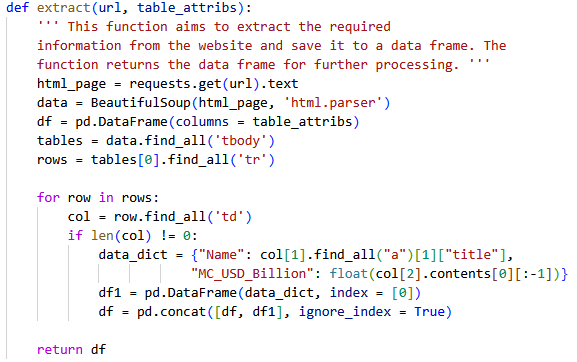 def extract(url, table_attribs):
    ''' This function aims to extract the required
    information from the website and save it to a data frame. The
    function returns the data frame for further processing. '''
    html_page = requests.get(url).text
    data = BeautifulSoup(html_page, 'html.parser')
    df = pd.DataFrame(columns = table_attribs)
    tables = data.find_all('tbody')
    rows = tables[0].find_all('tr')

    for row in rows:
        col = row.find_all('td')
        if len(col) != 0:
            data_dict = {"Name": col[1].find_all("a")[1]["title"],
                         "MC_USD_Billion": float(col[2].contents[0][:-1])}
            df1 = pd.DataFrame(data_dict, index = [0])
            df = pd.concat([df, df1], ignore_index = True)

    return df